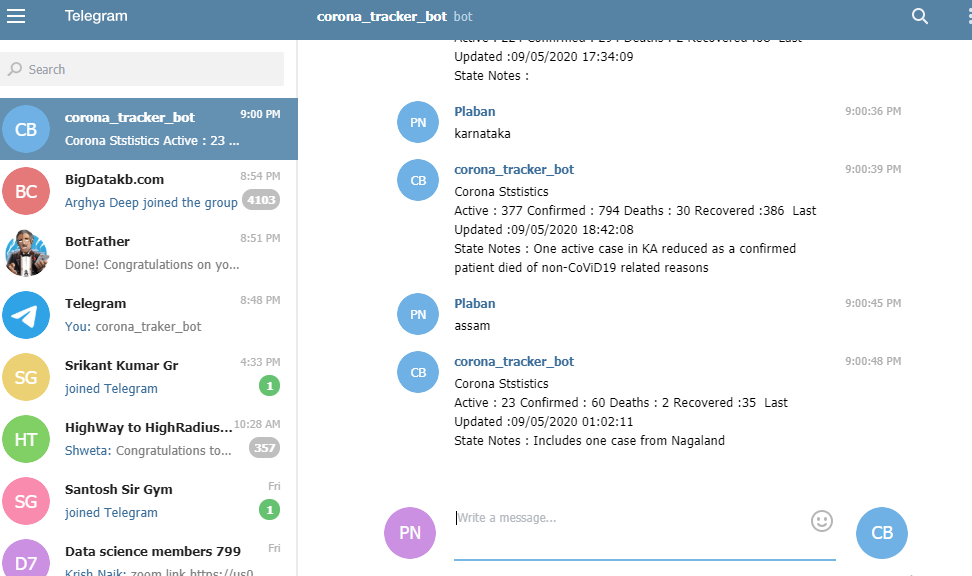 Telegram
corona_tracker_bot bot
Search
CB
corona_tracker_bot
9:00 PM
Corona Ststistics Active : 23 ...
BC
BigDatakb.com
8:54 PM
Arghya Deep joined the group
4103
BotFather
8:51 PM
Done! Congratulations on yo...
Telegram
8:48 PM
You: corona_traker_bot
SG
Srikant Kumar Gr
4:33 PM
joined Telegram
1
HT
HighWay to HighRadius...
10:28 AM
Shweta: Congratulations to...
357
SG
Santosh Sir Gym
Fri
joined Telegram
1
D7
Data science members 799
Fri
Krish Naik: zoom link https://us0
Active : 224 Confirmed : 294 Deaths : 2 Recovered :68 Last
Updated :09/05/2020 17:34:09
State Notes :
PN
Plaban
9:00:36 PM
karnataka
CB
corona_tracker_bot
9:00:39 PM
Corona Ststistics
Active : 377 Confirmed : 794 Deaths : 30 Recovered :386 Last
Updated :09/05/2020 18:42:08
State Notes : One active case in KA reduced as a confirmed
patient died of non-CoViD19 related reasons
PN
Plaban
9:00:45 PM
assam
CB
corona_tracker_bot
9:00:48 PM
Corona Ststistics
Active : 23 Confirmed : 60 Deaths : 2 Recovered :35 Last
Updated :09/05/2020 01:02:11
State Notes : Includes one case from Nagaland
PN
Write a message...
CB